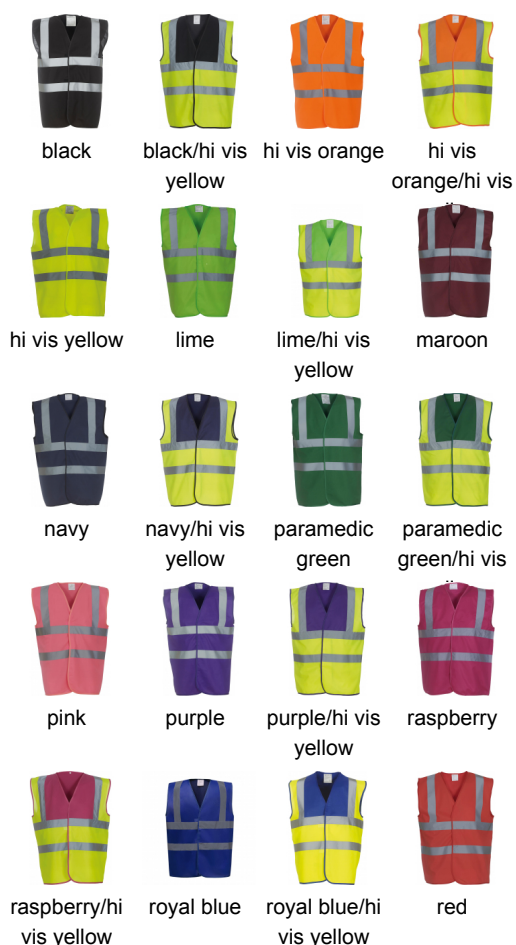 black
black/hi vis
yellow
hi vis orange
hi vis
orange/hi vis
hi vis yellow
lime
lime/hi vis
yellow
maroon
navy
navy/hi vis
yellow
paramedic
green
paramedic
green/hi vis
pink
purple
purple/hi vis
yellow
raspberry
raspberry/hi
vis yellow
royal blue
royal blue/hi
vis yellow
red